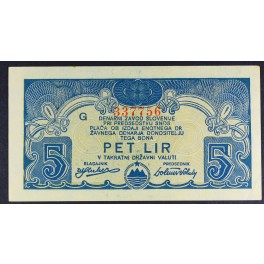 G 337756
DENARNI ZAVOD SLOVENIJE
PRI PREDSEDSTVU SNOS
PLAČA OB IZDAJI ENOTNEGA DR
ŽAVNEGA DENARJA DONOSITELJU
TEGA BONA
5 PET LIR 5
V TAKRATNI DRŽAVNI VALUTI
BLAGAJNIK PREDSEDNIK